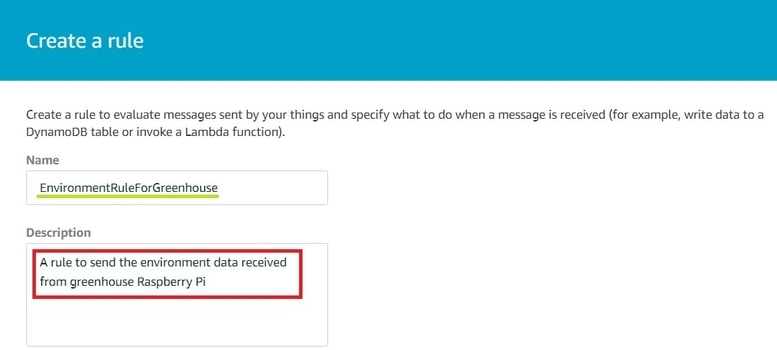 Create a rule
Create a rule to evaluate messages sent by your things and specify what to do when a message is received (for example, write data to a
DynamoDB table or invoke a Lambda function).
Name
EnvironmentRuleForGreenhouse
Description
A rule to send the environment data received
from greenhouse Raspberry Pi